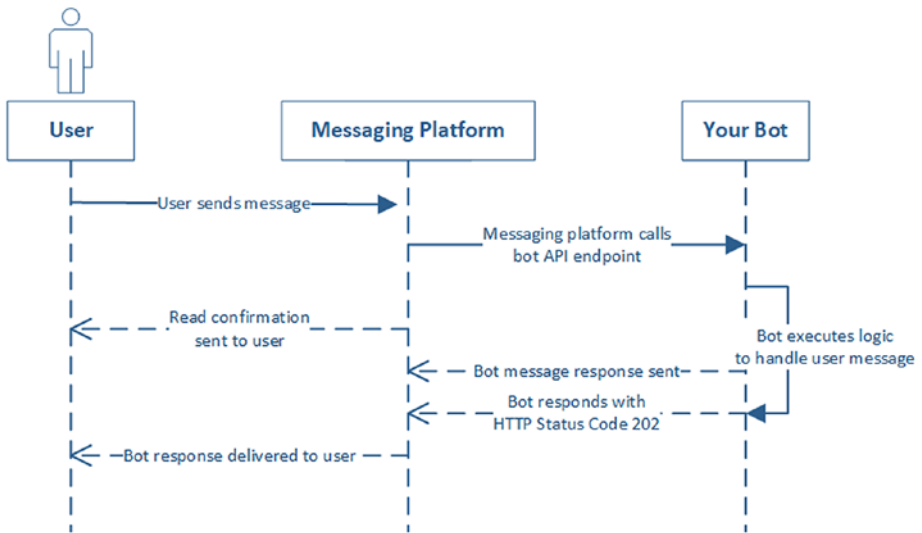 User
Messaging Platform
Your Bot
User sends message
Messaging platform calls
bot API endpoint
Read confirmation
sent to user
Bot executes logic
to handle user message
Bot message response sent
Bot responds with
HTTP Status Code 202
Bot response delivered to user